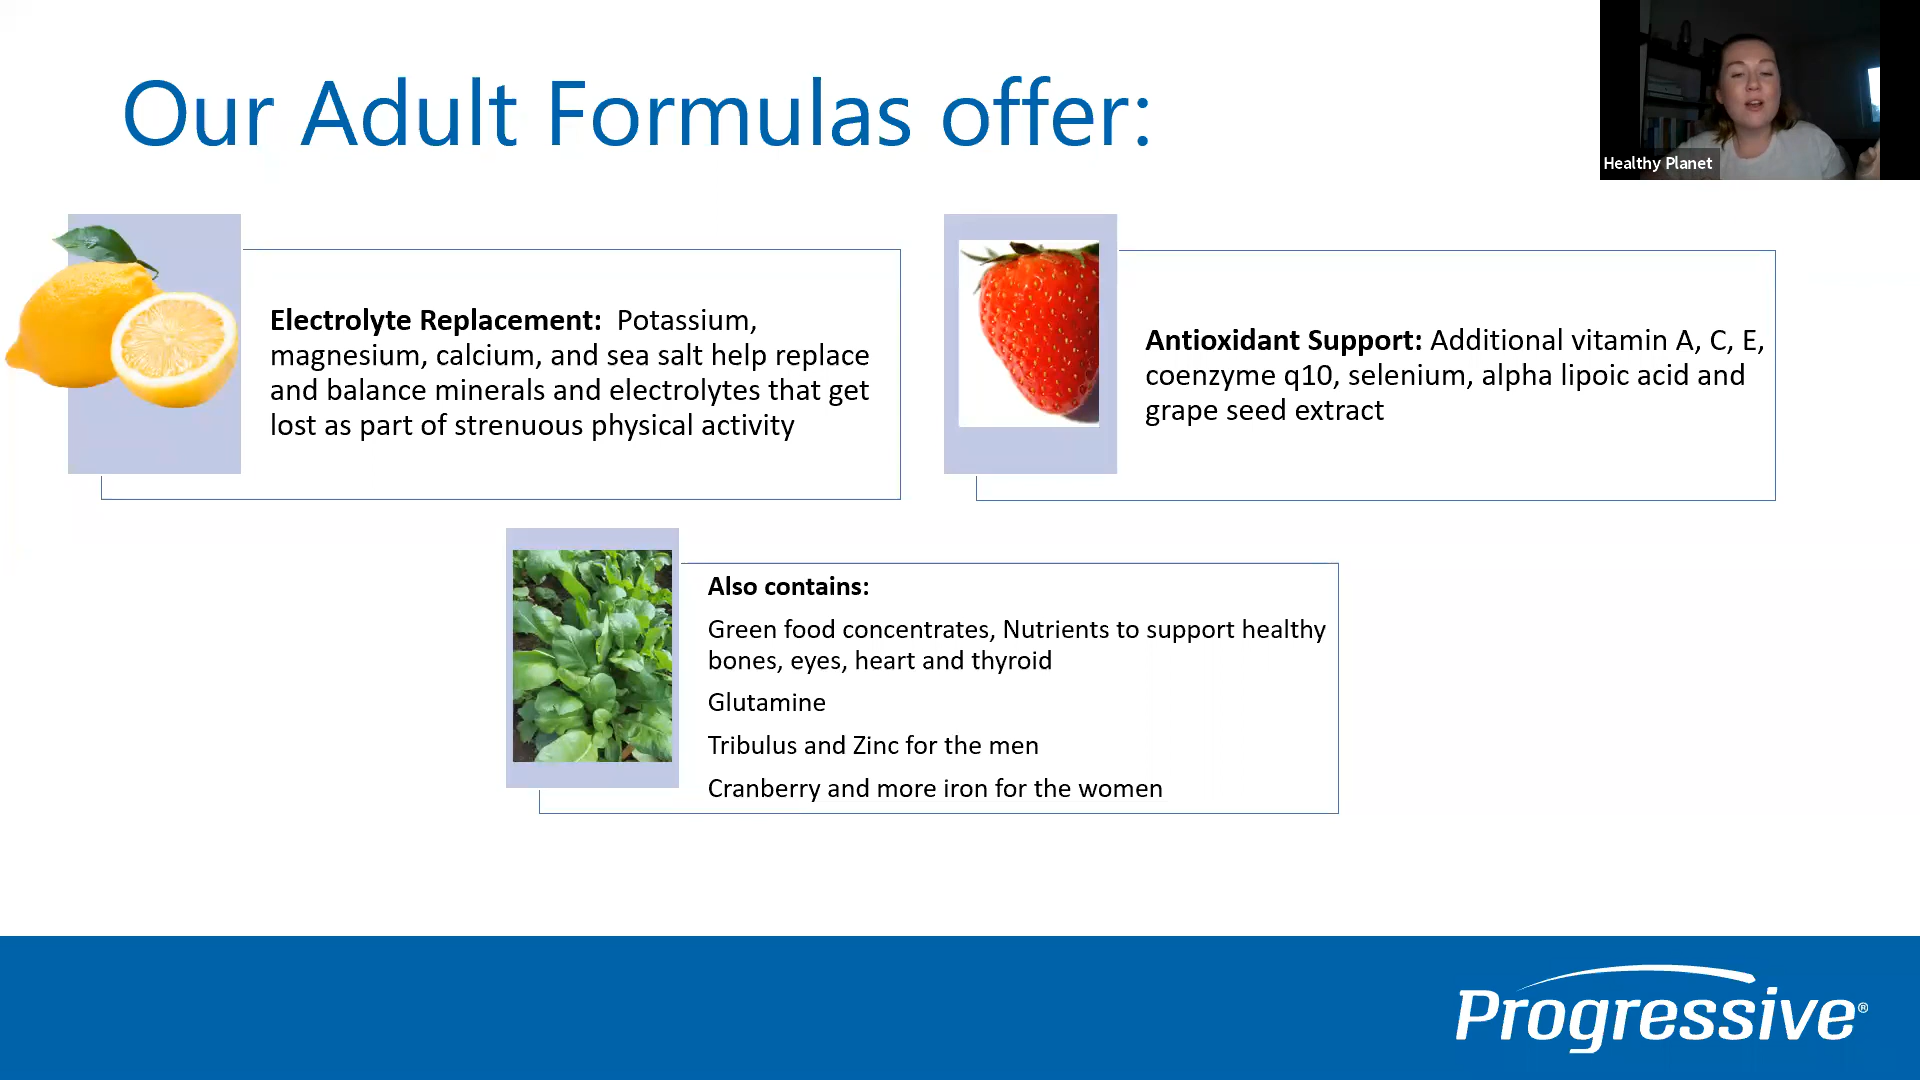 Our Adult Formulas offer:
Healthy Planet
Electrolyte Replacement:  Potassium,
magnesium, calcium, and sea salt help replace
and balance minerals and electrolytes that get
lost as part of strenuous physical activity
Antioxidant Support: Additional vitamin A, C, E,
coenzyme q10, selenium, alpha lipoic acid and
grape seed extract
Also contains:
Green food concentrates, Nutrients to support healthy
bones, eyes, heart and thyroid
Glutamine
Tribulus and Zinc for the men
Cranberry and more iron for the women
Progressive®